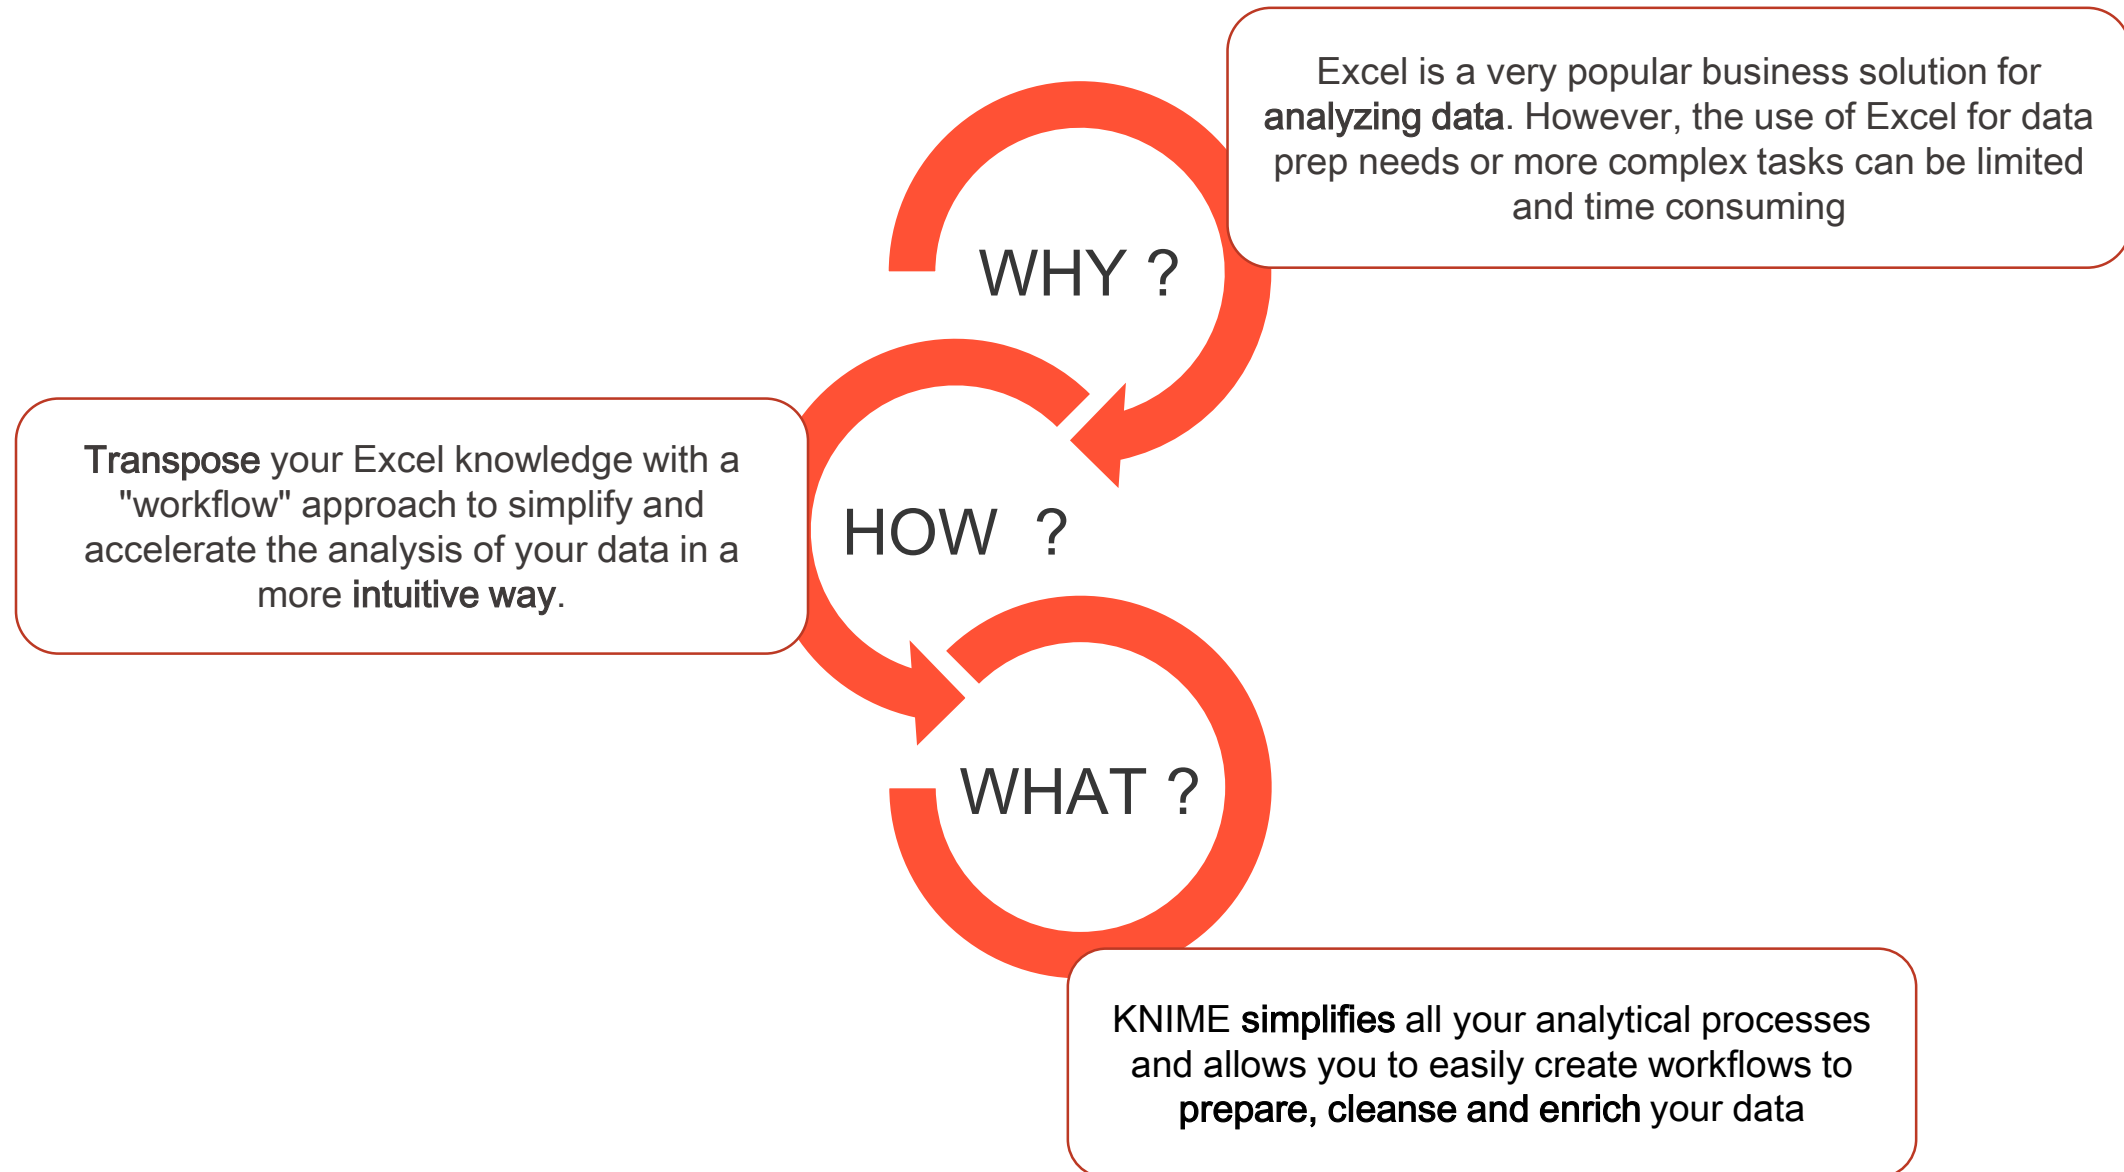 Excel is a very popular business solution for
analyzing data. However, the use of Excel for data
prep needs or more complex tasks can be limited
and time consuming
WHY ?
Transpose your Excel knowledge with a
"workflow" approach to simplify and
accelerate the analysis of your data in a
more intuitive way.
HOW ?
WHAT ?
KNIME simplifies all your analytical processes
and allows you to easily create workflows to
prepare, cleanse and enrich your data